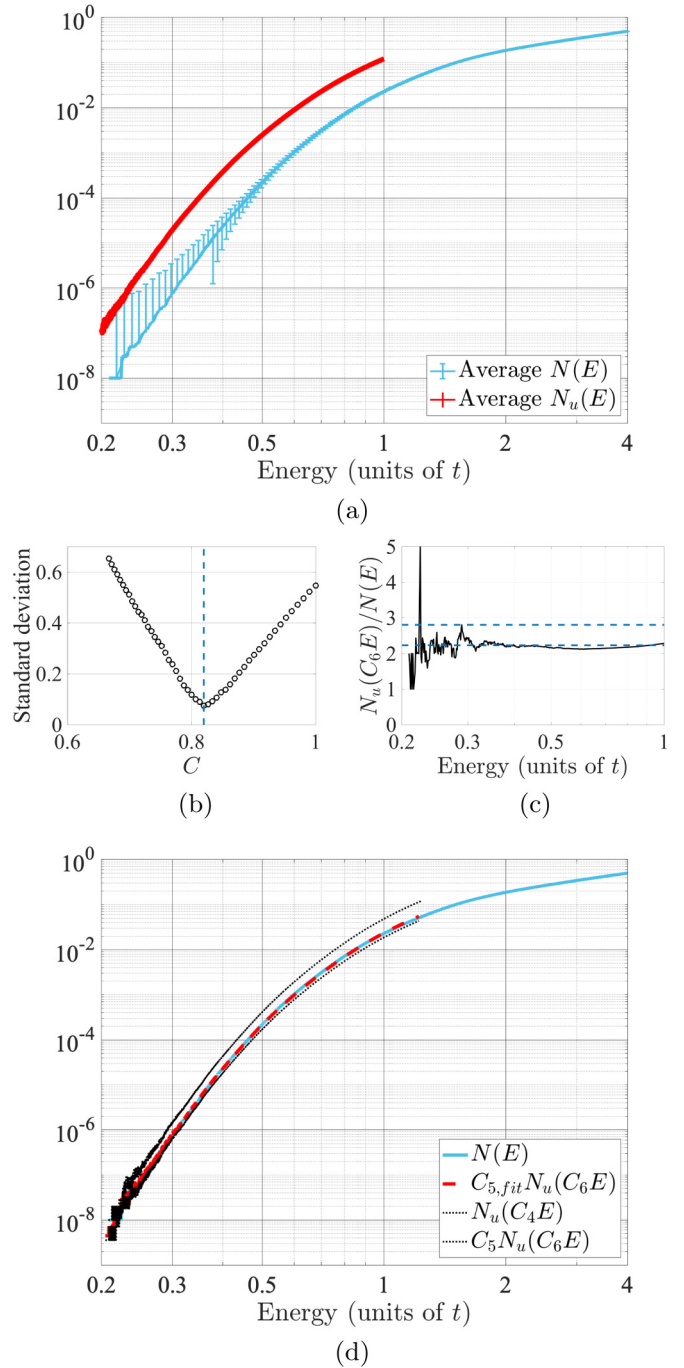 10^0
10^-2
10^-4
10^-6
10^-8
Average N(E)
Average N_u(E)
0.2 0.3 0.5 1 2 4
Energy (units of t)
(a)
Standard deviation
0.6
0.4
0.2
0
0.6 0.8 1
C
(b)
N_u(C_6E)/N(E)
5
4
3
2
1
0
0.2 0.3 0.5 1
Energy (units of t)
(c)
10^0
10^-2
10^-4
10^-6
10^-8
N(E)
C_{5,fit}N_u(C_6E)
N_u(C_4E)
C_5N_u(C_6E)
0.2 0.3 0.5 1 2 4
Energy (units of t)
(d)